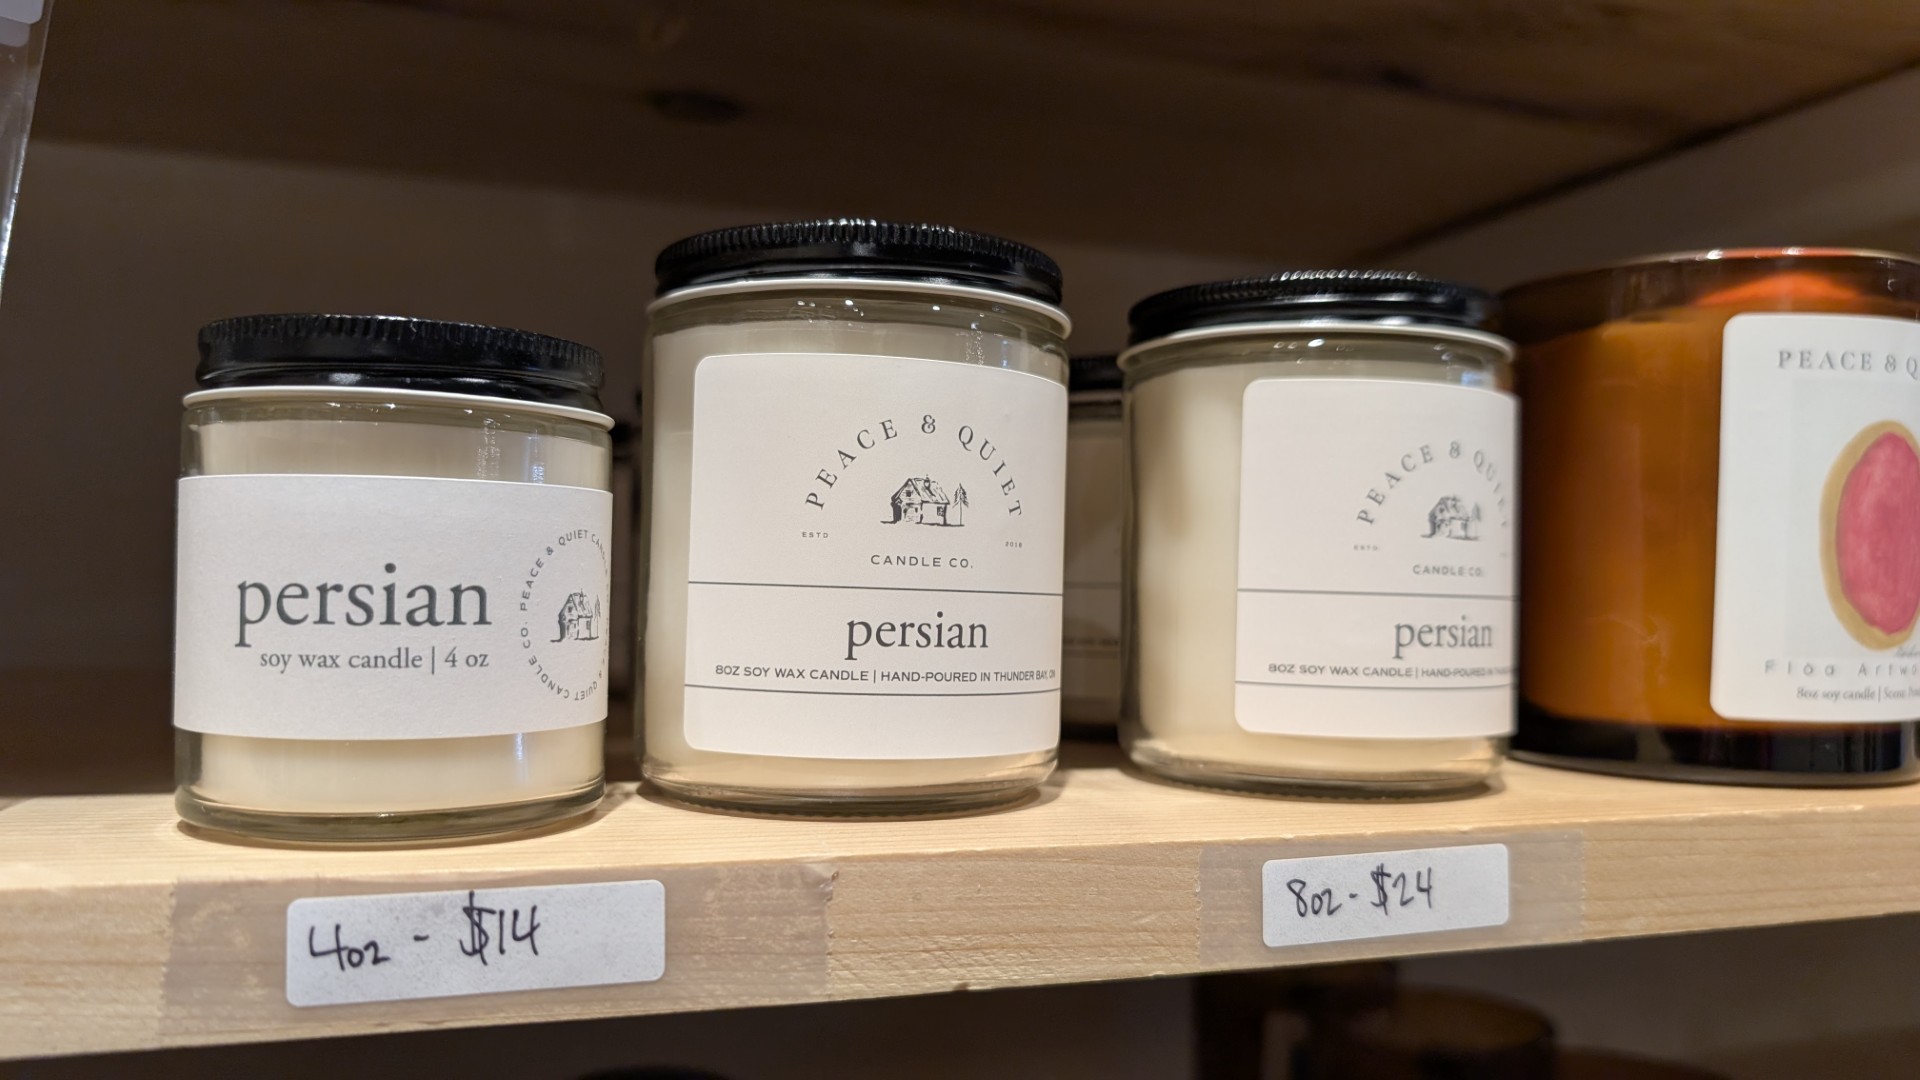 persian
soy wax candle | 4 oz
PEACE & QUIET CANDLE CO.
PEACE & QUIET
ESTD 2018
CANDLE CO.
persian
8OZ SOY WAX CANDLE | HAND-POURED IN THUNDER BAY, ON
PEACE & QUIET
ESTD
CANDLE CO.
persian
8OZ SOY WAX CANDLE | HAND-POURED IN
PEACE & Q
Flöa
8oz soy candle |
4oz - $14
8oz - $24